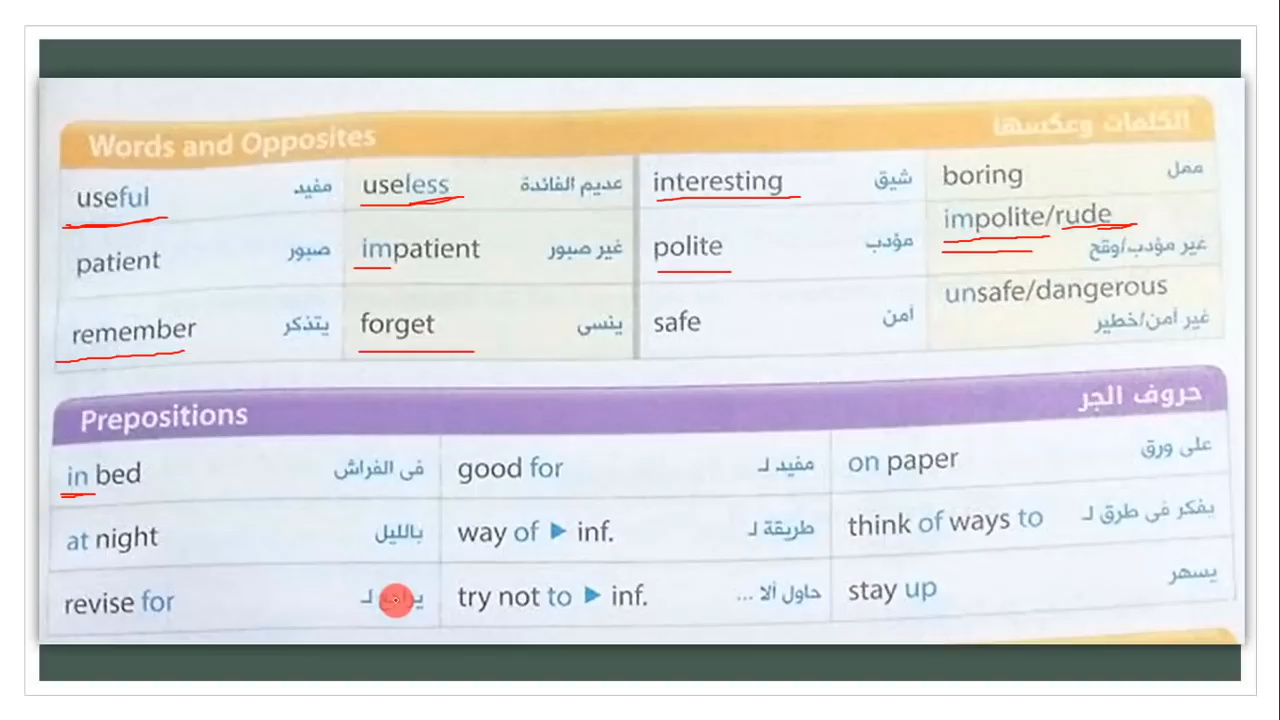 Words and Opposites الكلمات وعكسها
useful مفيد useless عديم الفائدة interesting شيق boring ممل
patient صبور impatient غير صبور polite مؤدب impolite/rude غير مؤدب/وقح
remember يتذكر forget ينسى safe آمن unsafe/dangerous غير آمن/خطير
Prepositions حروف الجر
in bed فى الفراش good for مفيد لـ on paper على ورق
at night بالليل way of ▶ inf. طريقة لـ think of ways to يفكر فى طرق لـ
revise for لـ try not to ▶ inf. حاول ألا ... stay up يسهر